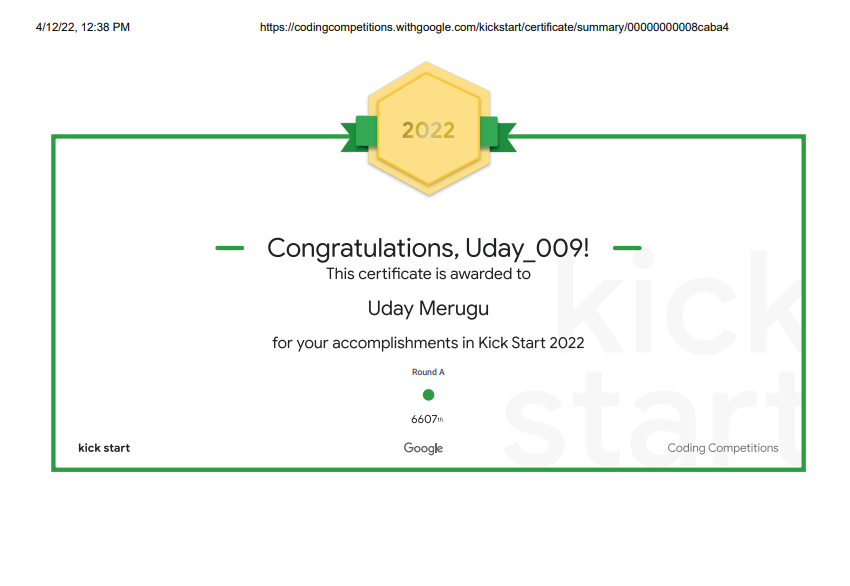 4/12/22, 12:38 PM https://codingcompetitions.withgoogle.com/kickstart/certificate/summary/00000000008caba4
2022
Congratulations, Uday_009!
This certificate is awarded to
Uday Merugu
for your accomplishments in Kick Start 2022
Round A
6607th
kick start Google Coding Competitions
kick
start